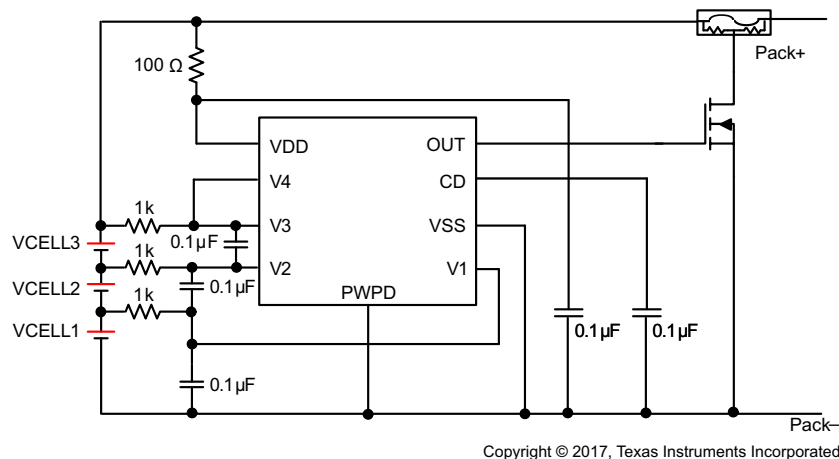 Pack+
100 Ω
VDD
OUT
V4
CD
1k
V3
VSS
0.1µF
VCELL3
1k
V2
V1
VCELL2
0.1µF
PWPD
1k
VCELL1
0.1µF
0.1µF
0.1µF
Pack–
Copyright © 2017, Texas Instruments Incorporated